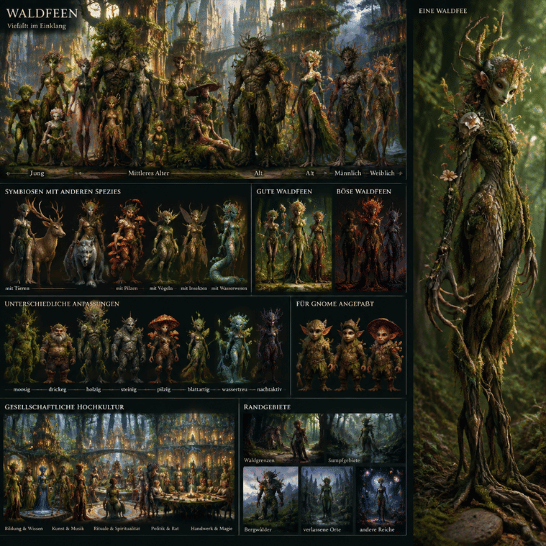 WALDFEEN
Vielfalt im Einklang
EINE WALDFEE
Jung
Mittleres Alter
Alt
Alt
Männlich
Weiblich
SYMBIOSEN MIT ANDEREN SPEZIES
mit Tieren
mit Pilzen
mit Vögeln
mit Insekten
mit Wasserwesen
GUTE WALDFEEN
BÖSE WALDFEEN
UNTERSCHIEDLICHE ANPASSUNGEN
moosig
holzig
steinig
pilzig
blattartig
wassertreu
nachtaktiv
FÜR GNOME ANGEPAßT
GESELLSCHAFTLICHE HOCHKULTUR
Bildung & Wissen
Kunst & Musik
Rituale & Spiritualität
Politik & Rat
Handwerk & Magie
RANDGEBIETE
Waldgrenzen
Sumpfgebiete
Bergwälder
verlassene Orte
andere Reiche